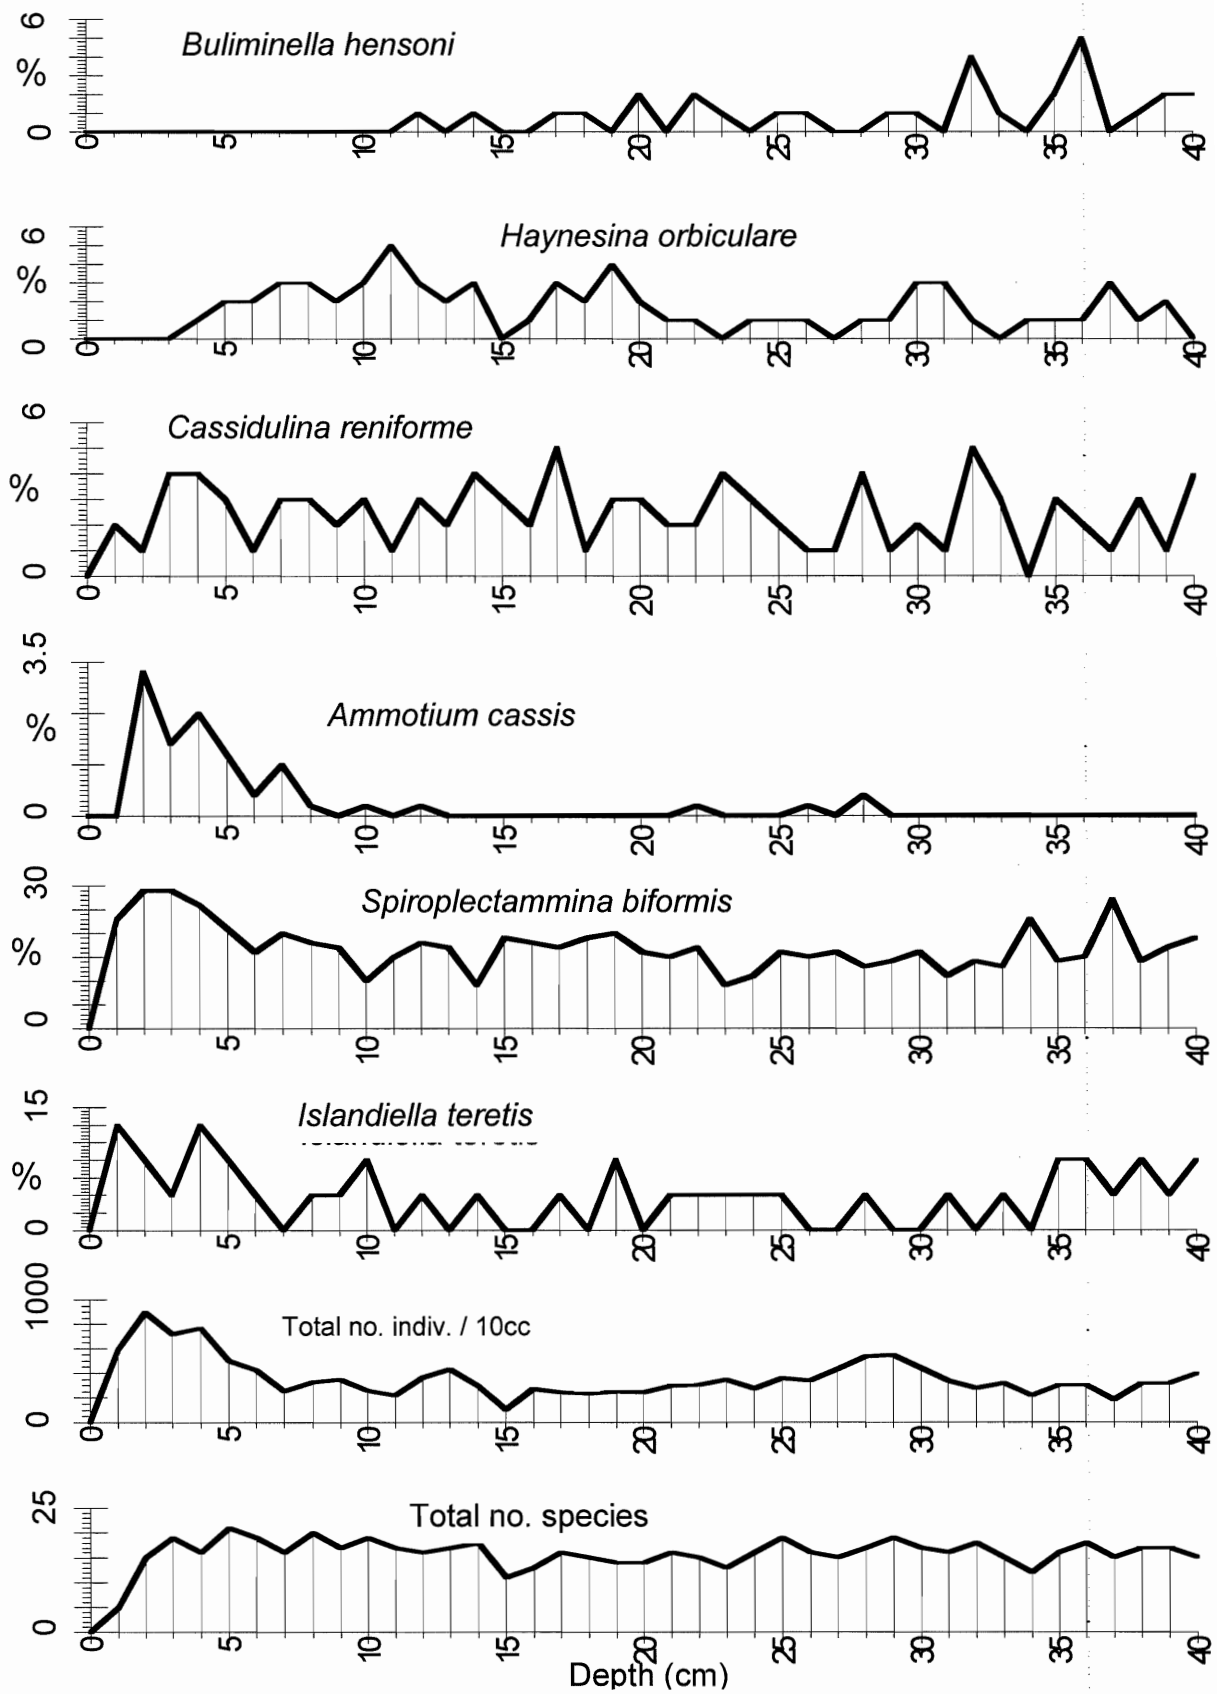 6
Buliminella hensoni
%
0
0 5 10 15 20 25 30 35 40
6
Haynesina orbiculare
%
0
0 5 10 15 20 25 30 35 40
6
Cassidulina reniforme
%
0
0 5 10 15 20 25 30 35 40
3.5
Ammotium cassis
%
0
0 5 10 15 20 25 30 35 40
30
Spiroplectammina biformis
%
0
0 5 10 15 20 25 30 35 40
15
Islandiella teretis
%
0
0 5 10 15 20 25 30 35 40
1000
Total no. indiv. / 10cc
0
0 5 10 15 20 25 30 35 40
25
Total no. species
0
0 5 10 15 20 25 30 35 40
Depth (cm)